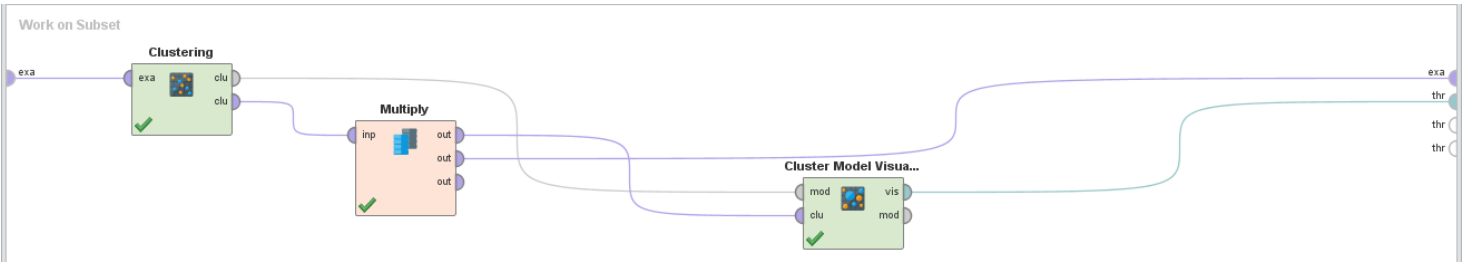 Work on Subset
Clustering
exa
exa
clu
clu
Multiply
inp
out
out
out
Cluster Model Visua...
mod
vis
clu
mod
exa
thr
thr
thr